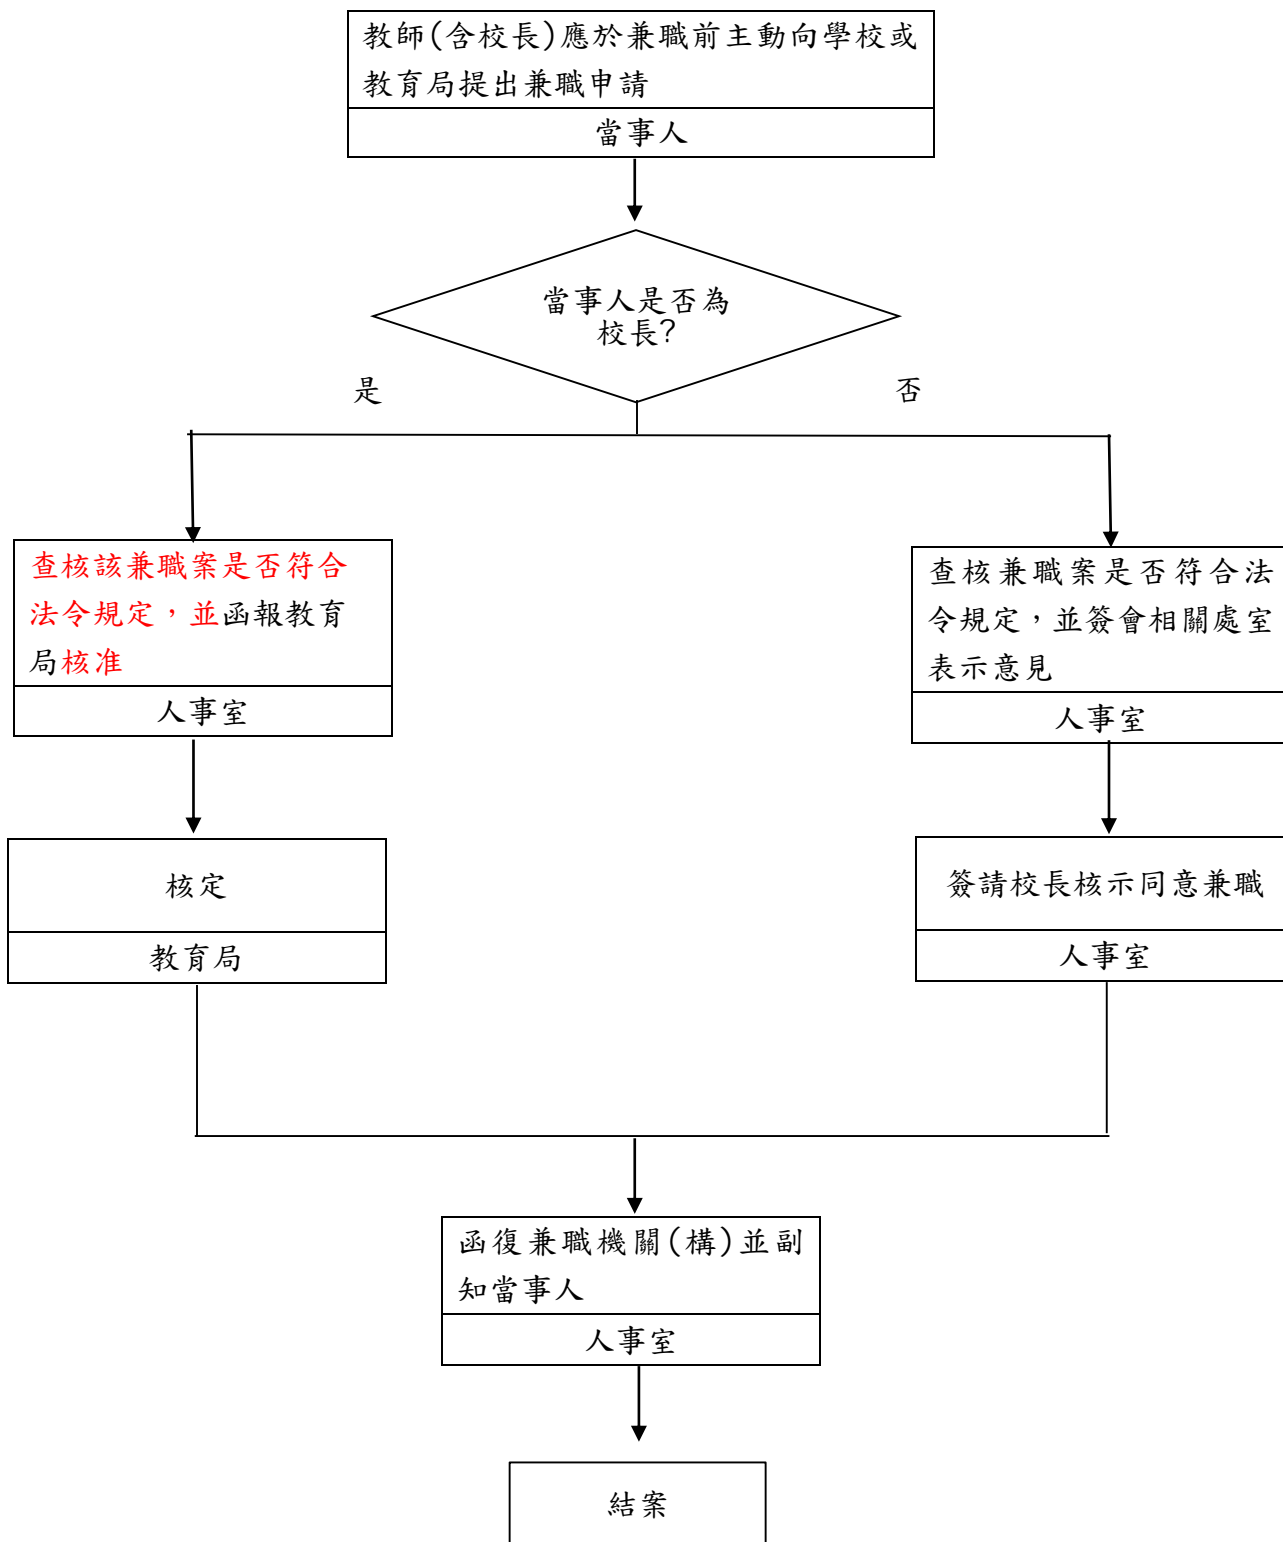 教師(含校長)應於兼職前主動向學校或
教育局提出兼職申請
當事人
當事人是否為
校長?
是
否
查核該兼職案是否符合
法令規定，並函報教育
局核准
人事室
查核兼職案是否符合法
令規定，並簽會相關處室
表示意見
人事室
核定
教育局
簽請校長核示同意兼職
人事室
函復兼職機關(構)並副
知當事人
人事室
結案